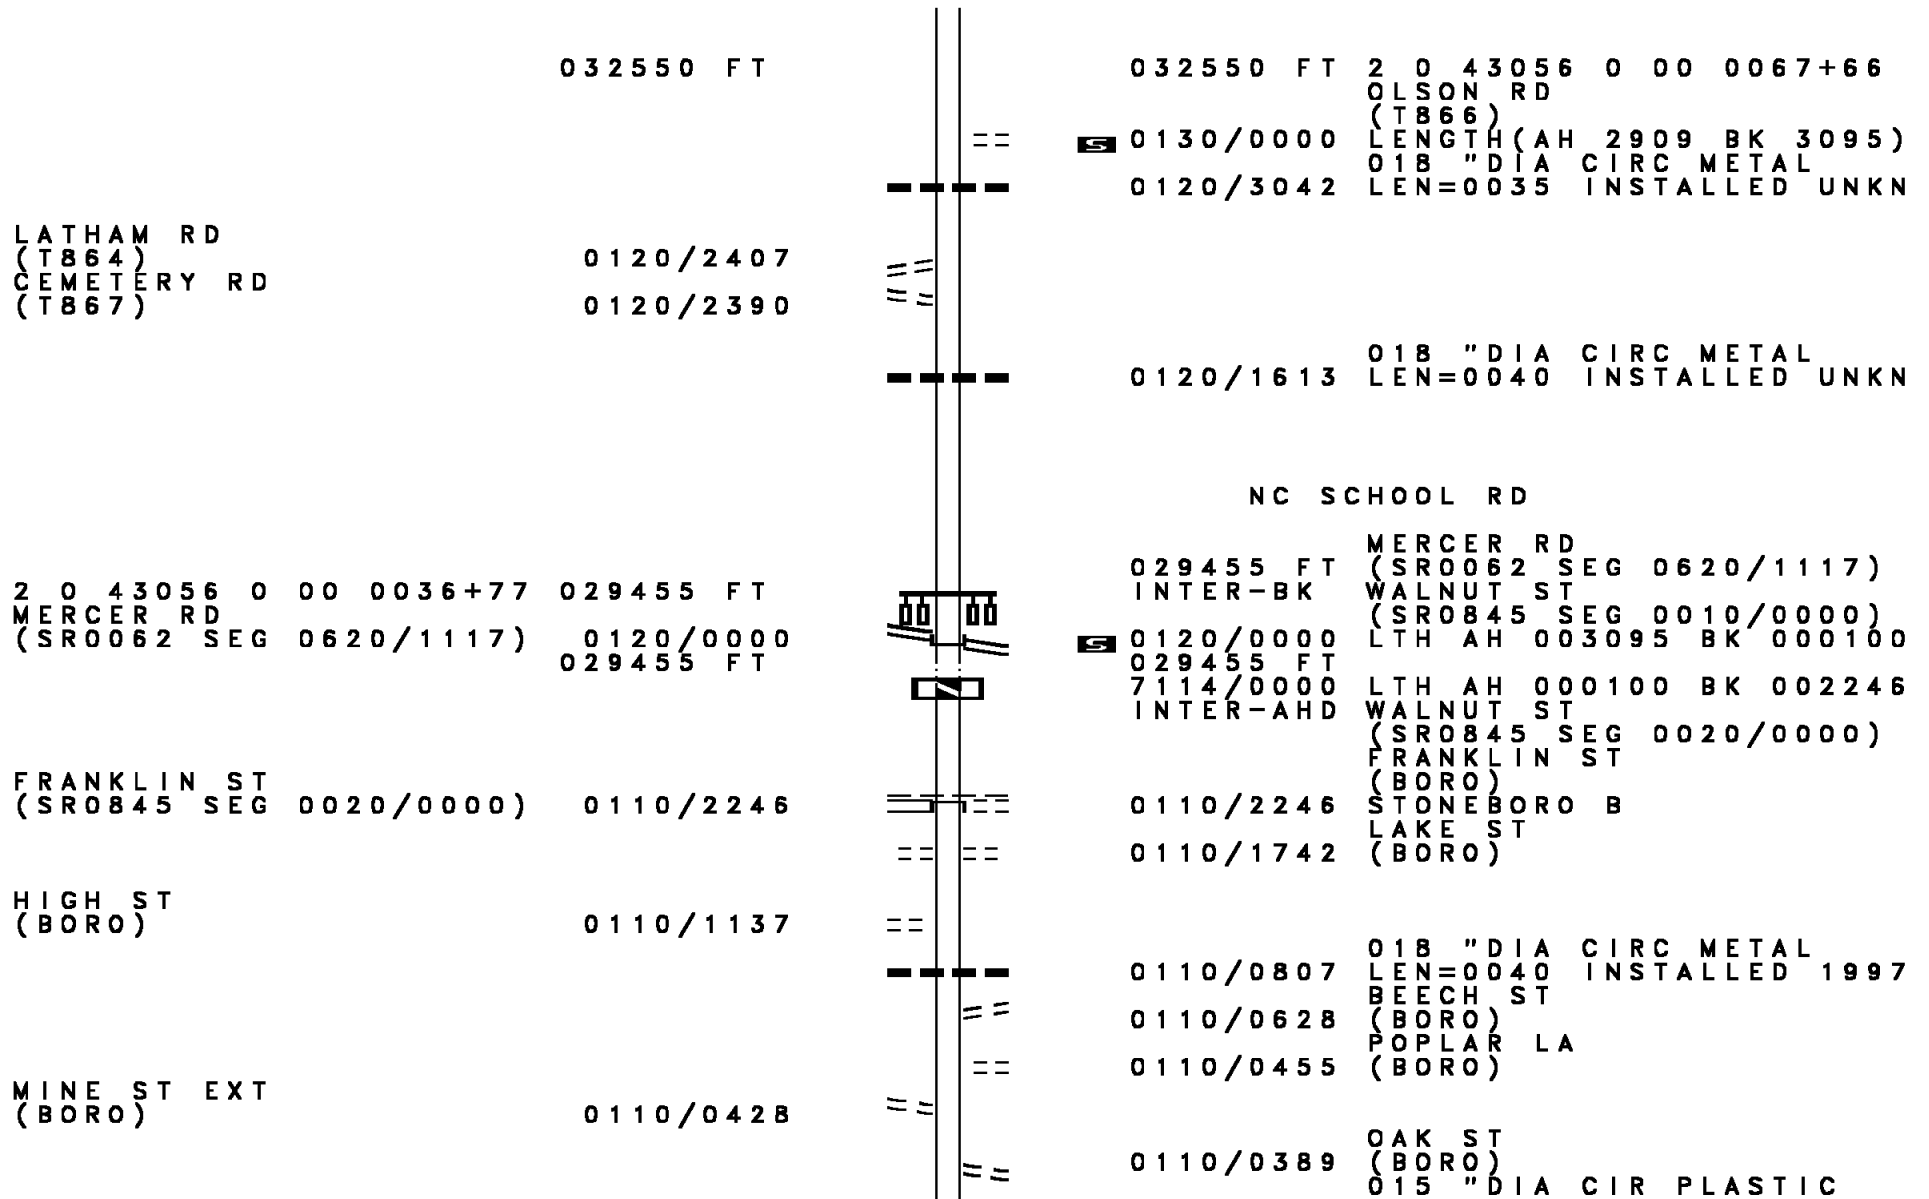 032550 FT 032550 FT 2 0 43056 0 00 0067+66
OLSON RD
(T866)
S 0130/0000 LENGTH(AH 2909 BK 3095)
018 "DIA CIRC METAL
0120/3042 LEN=0035 INSTALLED UNKN
LATHAM RD
(T864) 0120/2407
CEMETERY RD
(T867) 0120/2390
018 "DIA CIRC METAL
0120/1613 LEN=0040 INSTALLED UNKN
NC SCHOOL RD
MERCER RD
029455 FT (SR0062 SEG 0620/1117)
2 0 43056 0 00 0036+77 029455 FT INTER-BK WALNUT ST
MERCER RD (SR0845 SEG 0010/0000)
(SR0062 SEG 0620/1117) 0120/0000 S 0120/0000 LTH AH 003095 BK 000100
029455 FT 029455 FT
7114/0000 LTH AH 000100 BK 002246
INTER-AHD WALNUT ST
(SR0845 SEG 0020/0000)
FRANKLIN ST
FRANKLIN ST (BORO)
(SR0845 SEG 0020/0000) 0110/2246 0110/2246 STONEBORO B
LAKE ST
0110/1742 (BORO)
HIGH ST
(BORO) 0110/1137
018 "DIA CIRC METAL
0110/0807 LEN=0040 INSTALLED 1997
BEECH ST
0110/0628 (BORO)
POPLAR LA
0110/0455 (BORO)
MINE ST EXT
(BORO) 0110/0428
OAK ST
0110/0389 (BORO)
015 "DIA CIR PLASTIC